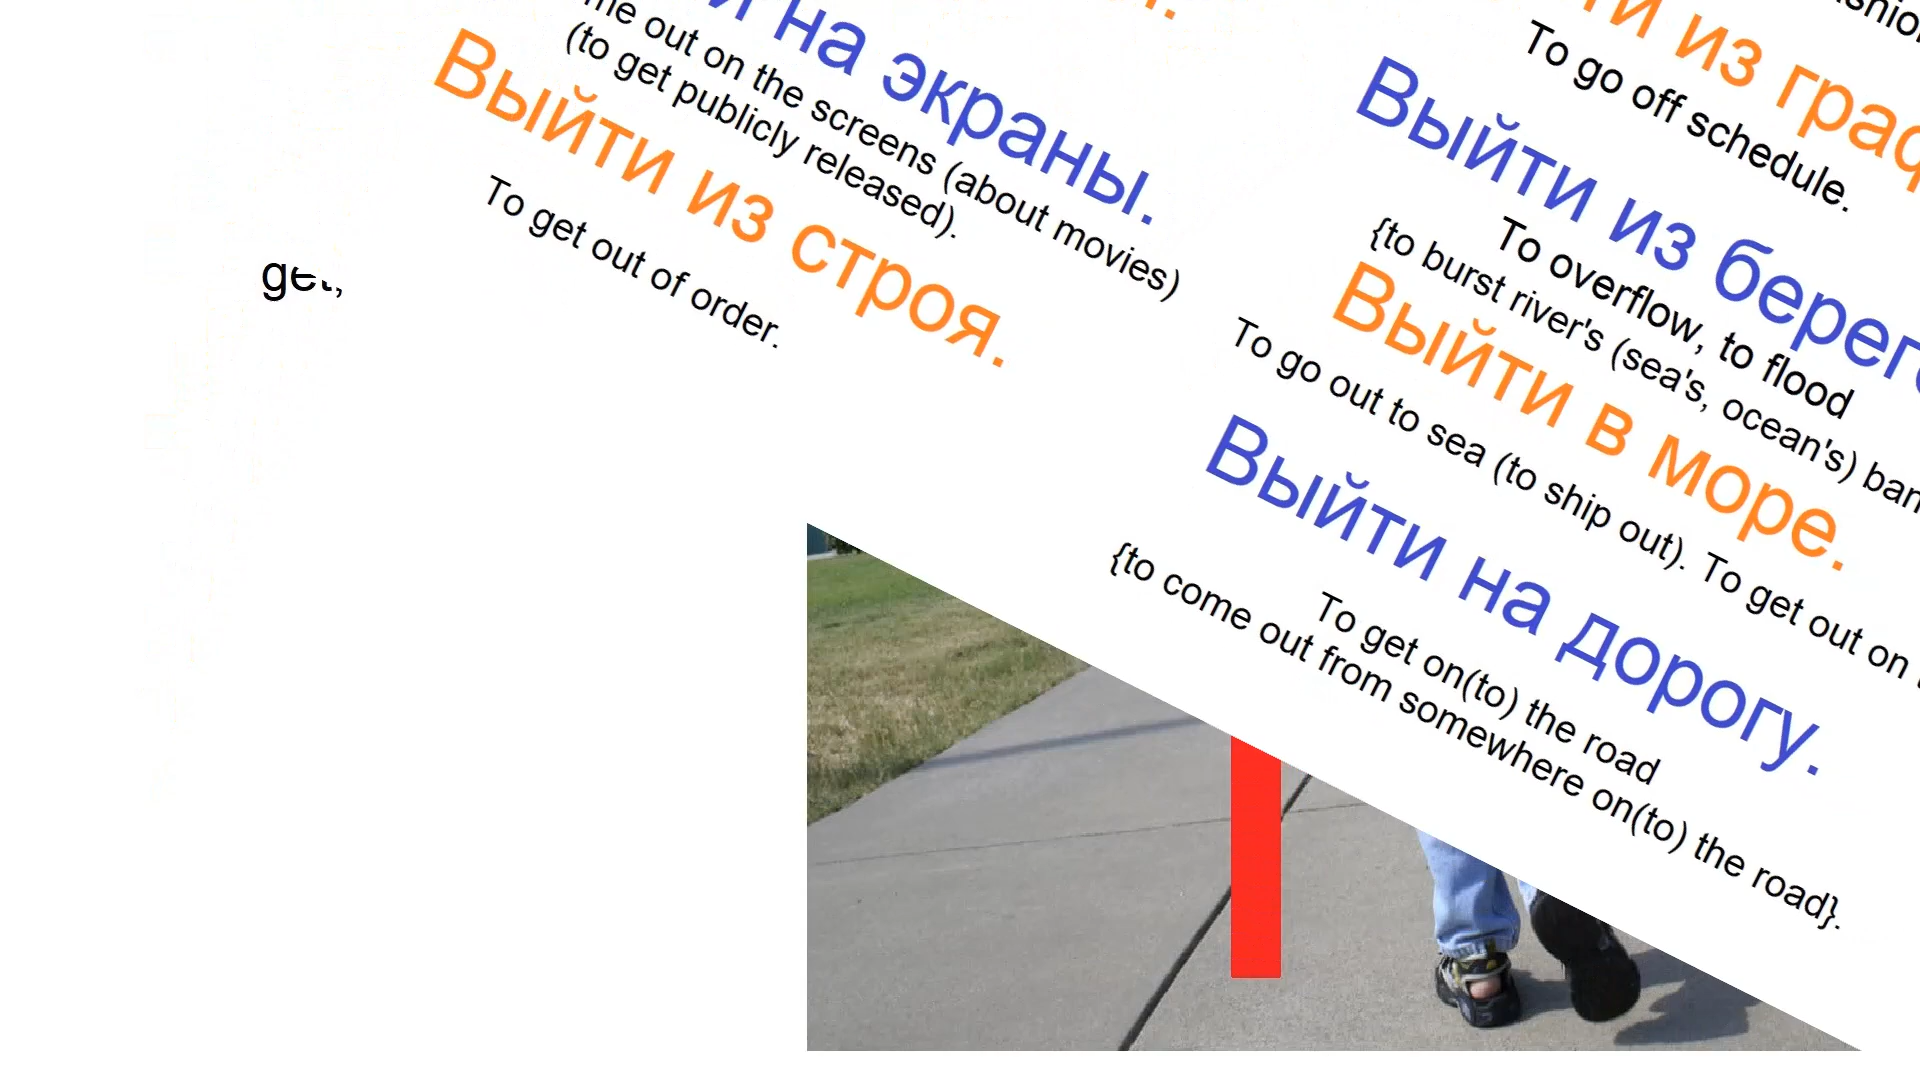 на экраны.
out on the screens (about movies)
(to get publicly released).
Выйти из строя.
To get out of order.
get,
из
To go off schedule.
Выйти из
To overflow, to flood
{to burst river's (sea's, ocean's)
Выйти в море.
To go out to sea (to ship out). To get out on
Выйти на дорогу.
To get on(to) the road
{to come out from somewhere on(to) the road}.